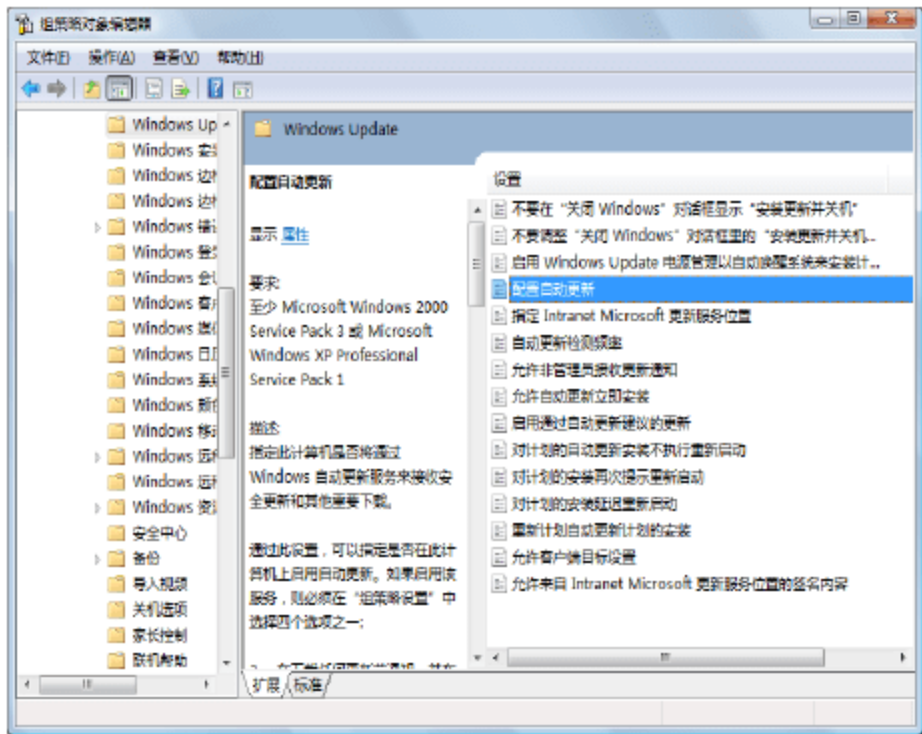 组策略对象编辑器
文件(F) 操作(A) 查看(V) 帮助(H)
Windows Up
Windows 安
Windows 边
Windows 边
Windows 错
Windows 登
Windows 会
Windows 客
Windows 媒
Windows 日
Windows 系
Windows 颜
Windows 移
Windows 远
Windows 远
Windows 资
安全中心
备份
导入视频
关机选项
家长控制
联机帮助
Windows Update
配置自动更新
显示 属性
要求:
至少 Microsoft Windows 2000
Service Pack 3 或 Microsoft
Windows XP Professional
Service Pack 1
描述:
指定此计算机是否将通过
Windows 自动更新服务来接收安
全更新和其他重要下载。
通过此设置，可以指定是否在此计
算机上启用自动更新。如果启用该
服务，则必须在“组策略设置”中
选择四个选项之一:
设置
不要在“关闭 Windows”对话框显示“安装更新并关机”
不要调整“关闭 Windows”对话框里的“安装更新并关机...
启用 Windows Update 电源管理以自动唤醒系统来安装计...
配置自动更新
指定 Intranet Microsoft 更新服务位置
自动更新检测频率
允许非管理员接收更新通知
允许自动更新立即安装
启用通过自动更新建议的更新
对计划的自动更新安装不执行重新启动
对计划的安装再次提示重新启动
对计划的安装延迟重新启动
重新计划自动更新计划的安装
允许客户端目标设置
允许来自 Intranet Microsoft 更新服务位置的签名内容
扩展 标准